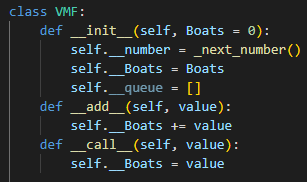 class VMF:
    def __init__(self, Boats = 0):
        self.__number = _next_number()
        self.__Boats = Boats
        self.__queue = []
    def __add__(self, value):
        self.__Boats += value
    def __call__(self, value):
        self.__Boats = value